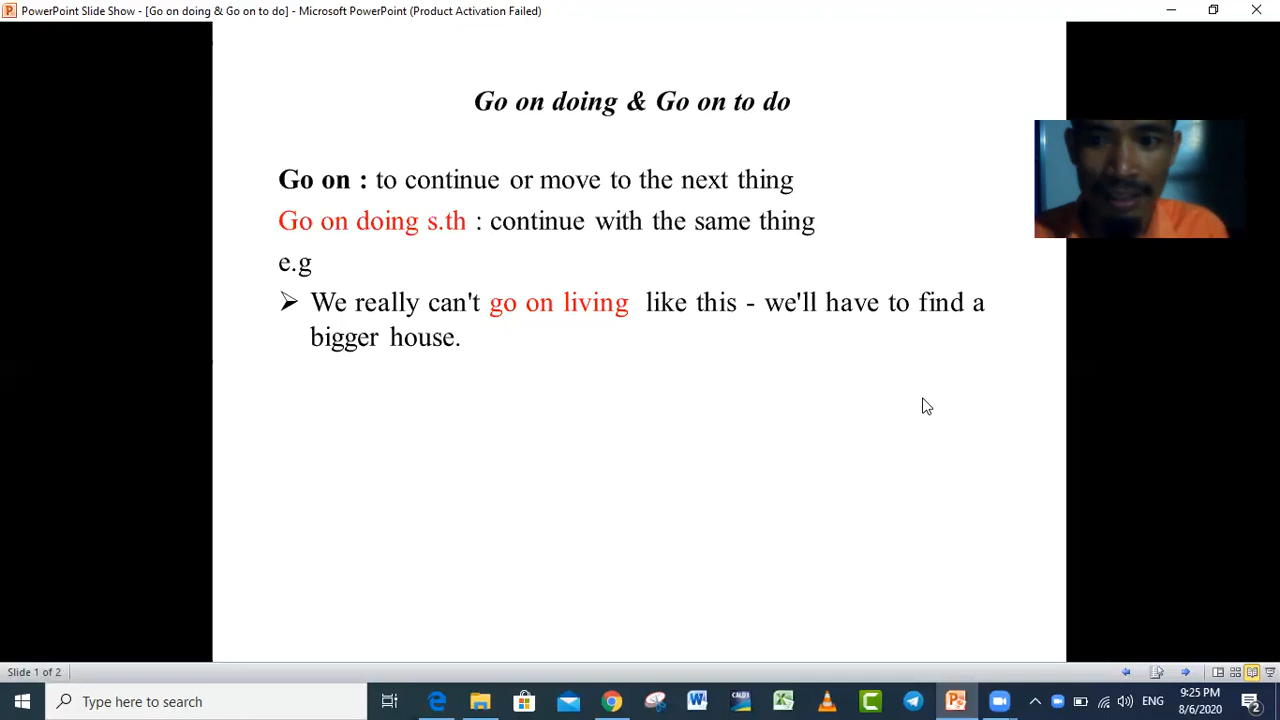 PowerPoint Slide Show - [Go on doing & Go on to do] - Microsoft PowerPoint (Product Activation Failed)
Go on doing & Go on to do
Go on : to continue or move to the next thing
Go on doing s.th : continue with the same thing
e.g
➢ We really can't go on living like this - we'll have to find a
bigger house.
Slide 1 of 2
Type here to search
CALD3
ENG
9:25 PM
8/6/2020
2